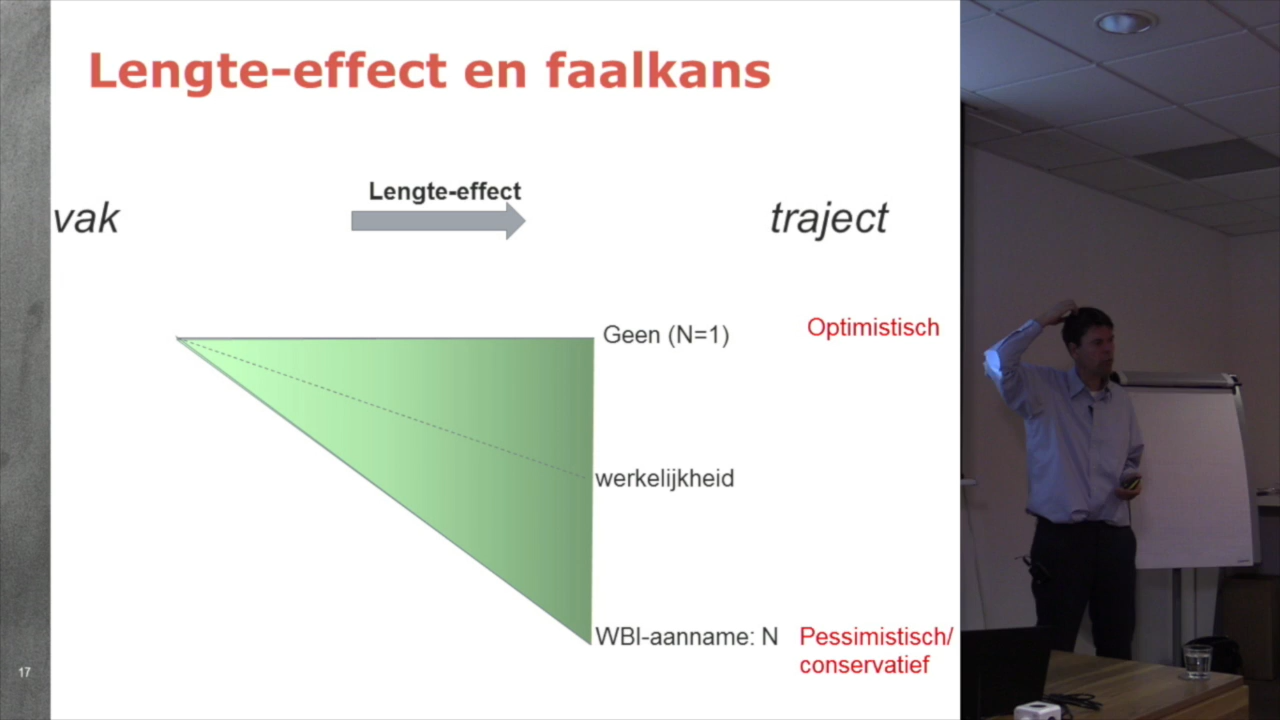 Lengte-effect en faalkans
Lengte-effect
vak
traject
Geen (N=1)
Optimistisch
werkelijkheid
WBI-aanname: N
Pessimistisch/
conservatief
17